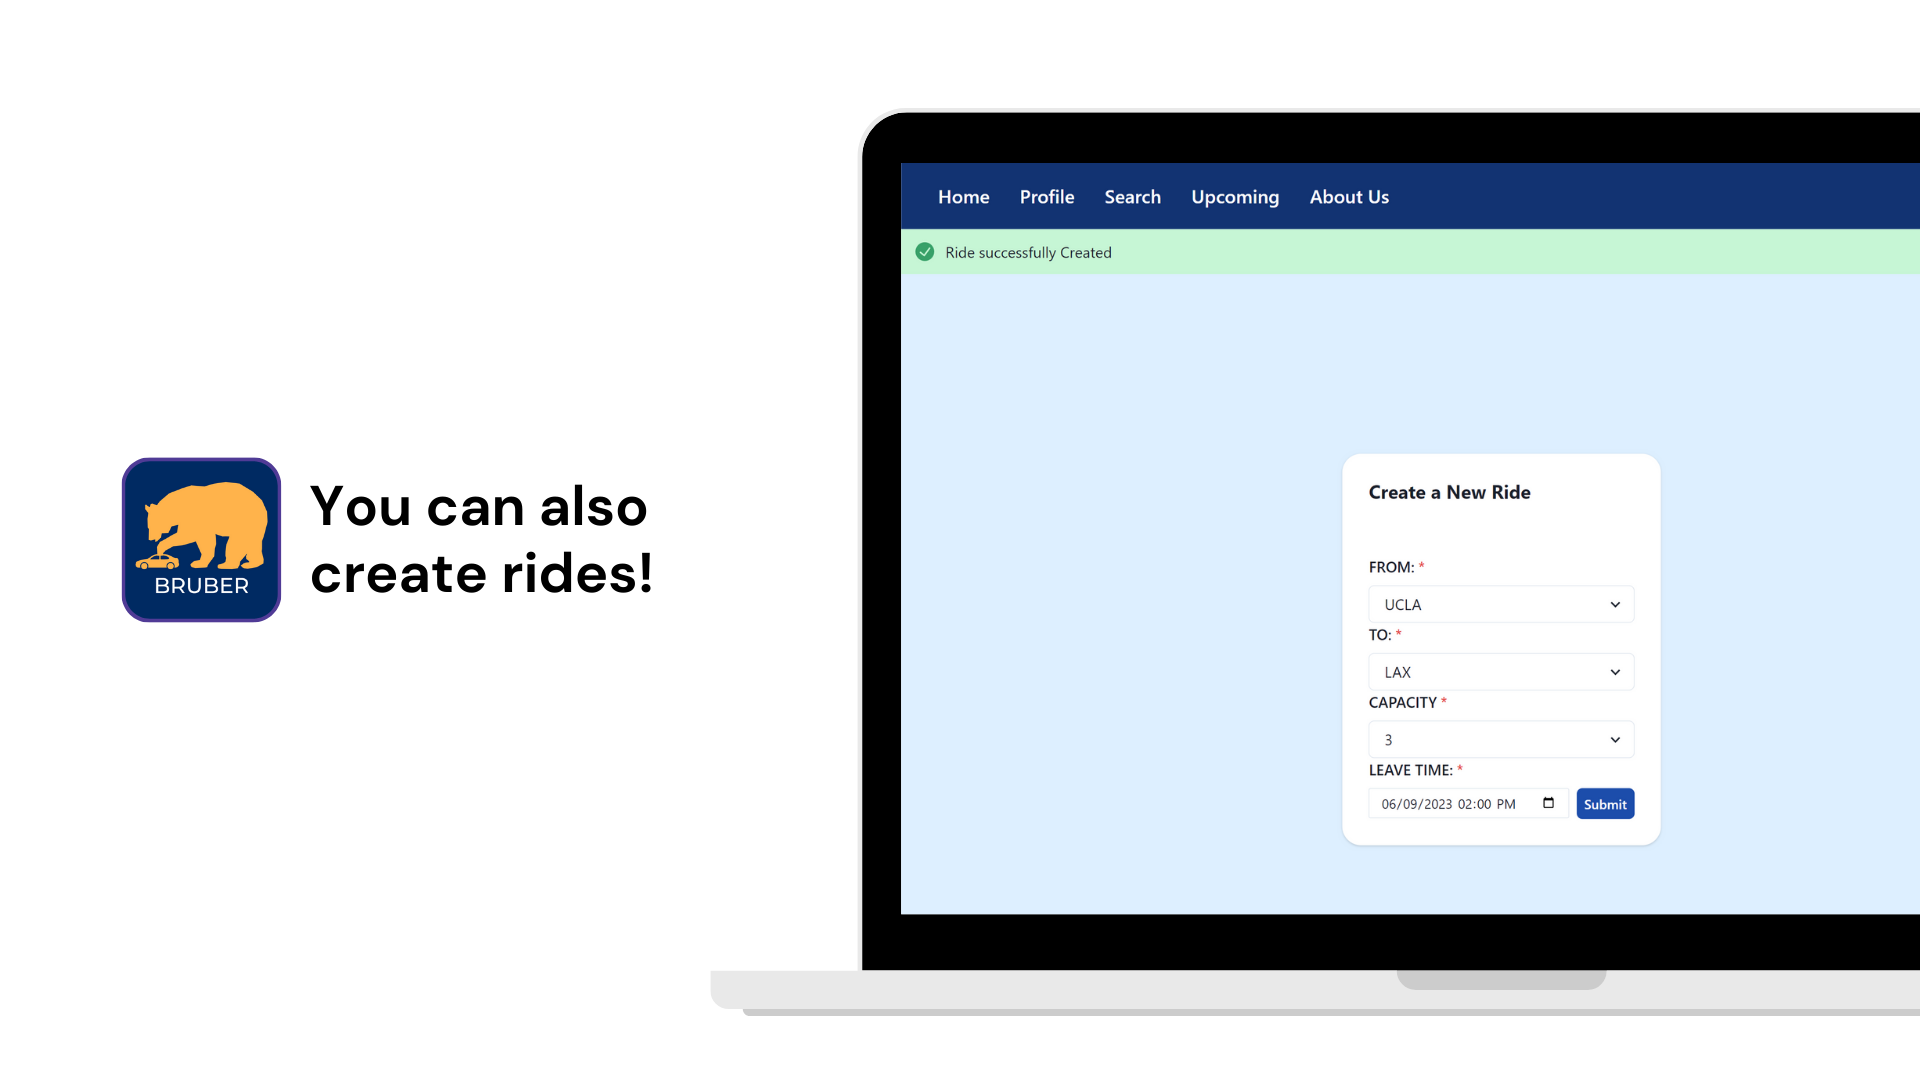 BRUBER
You can also
create rides!
Home Profile Search Upcoming About Us
Ride successfully Created
Create a New Ride
FROM: *
UCLA
TO: *
LAX
CAPACITY *
3
LEAVE TIME: *
06/09/2023 02:00 PM Submit